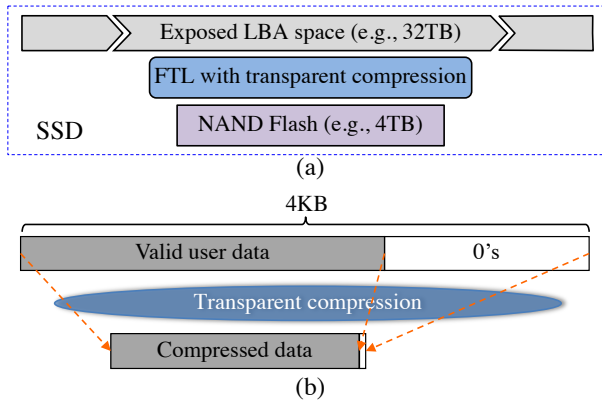 Exposed LBA space (e.g., 32TB)
FTL with transparent compression
NAND Flash (e.g., 4TB)
SSD
(a)
4KB
Valid user data
0's
Transparent compression
Compressed data
(b)